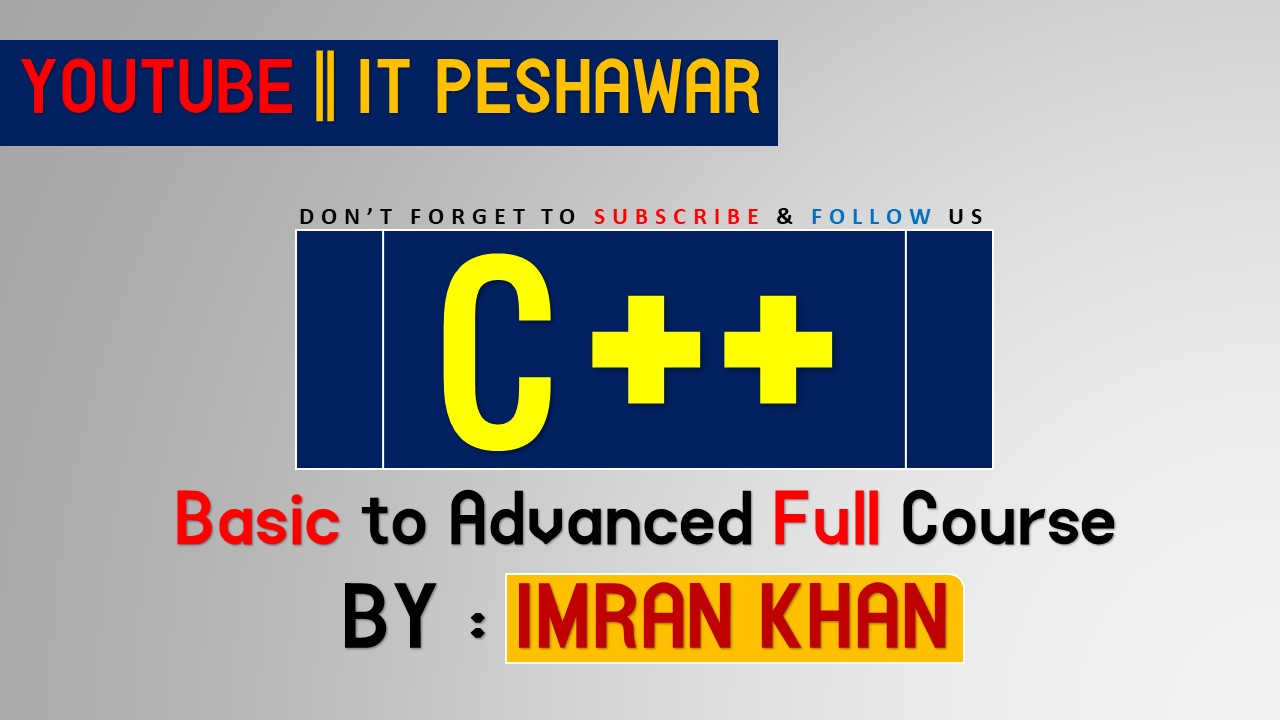 YOUTUBE || IT PESHAWAR
DON'T FORGET TO SUBSCRIBE & FOLLOW US
C++
Basic to Advanced Full Course
BY : IMRAN KHAN